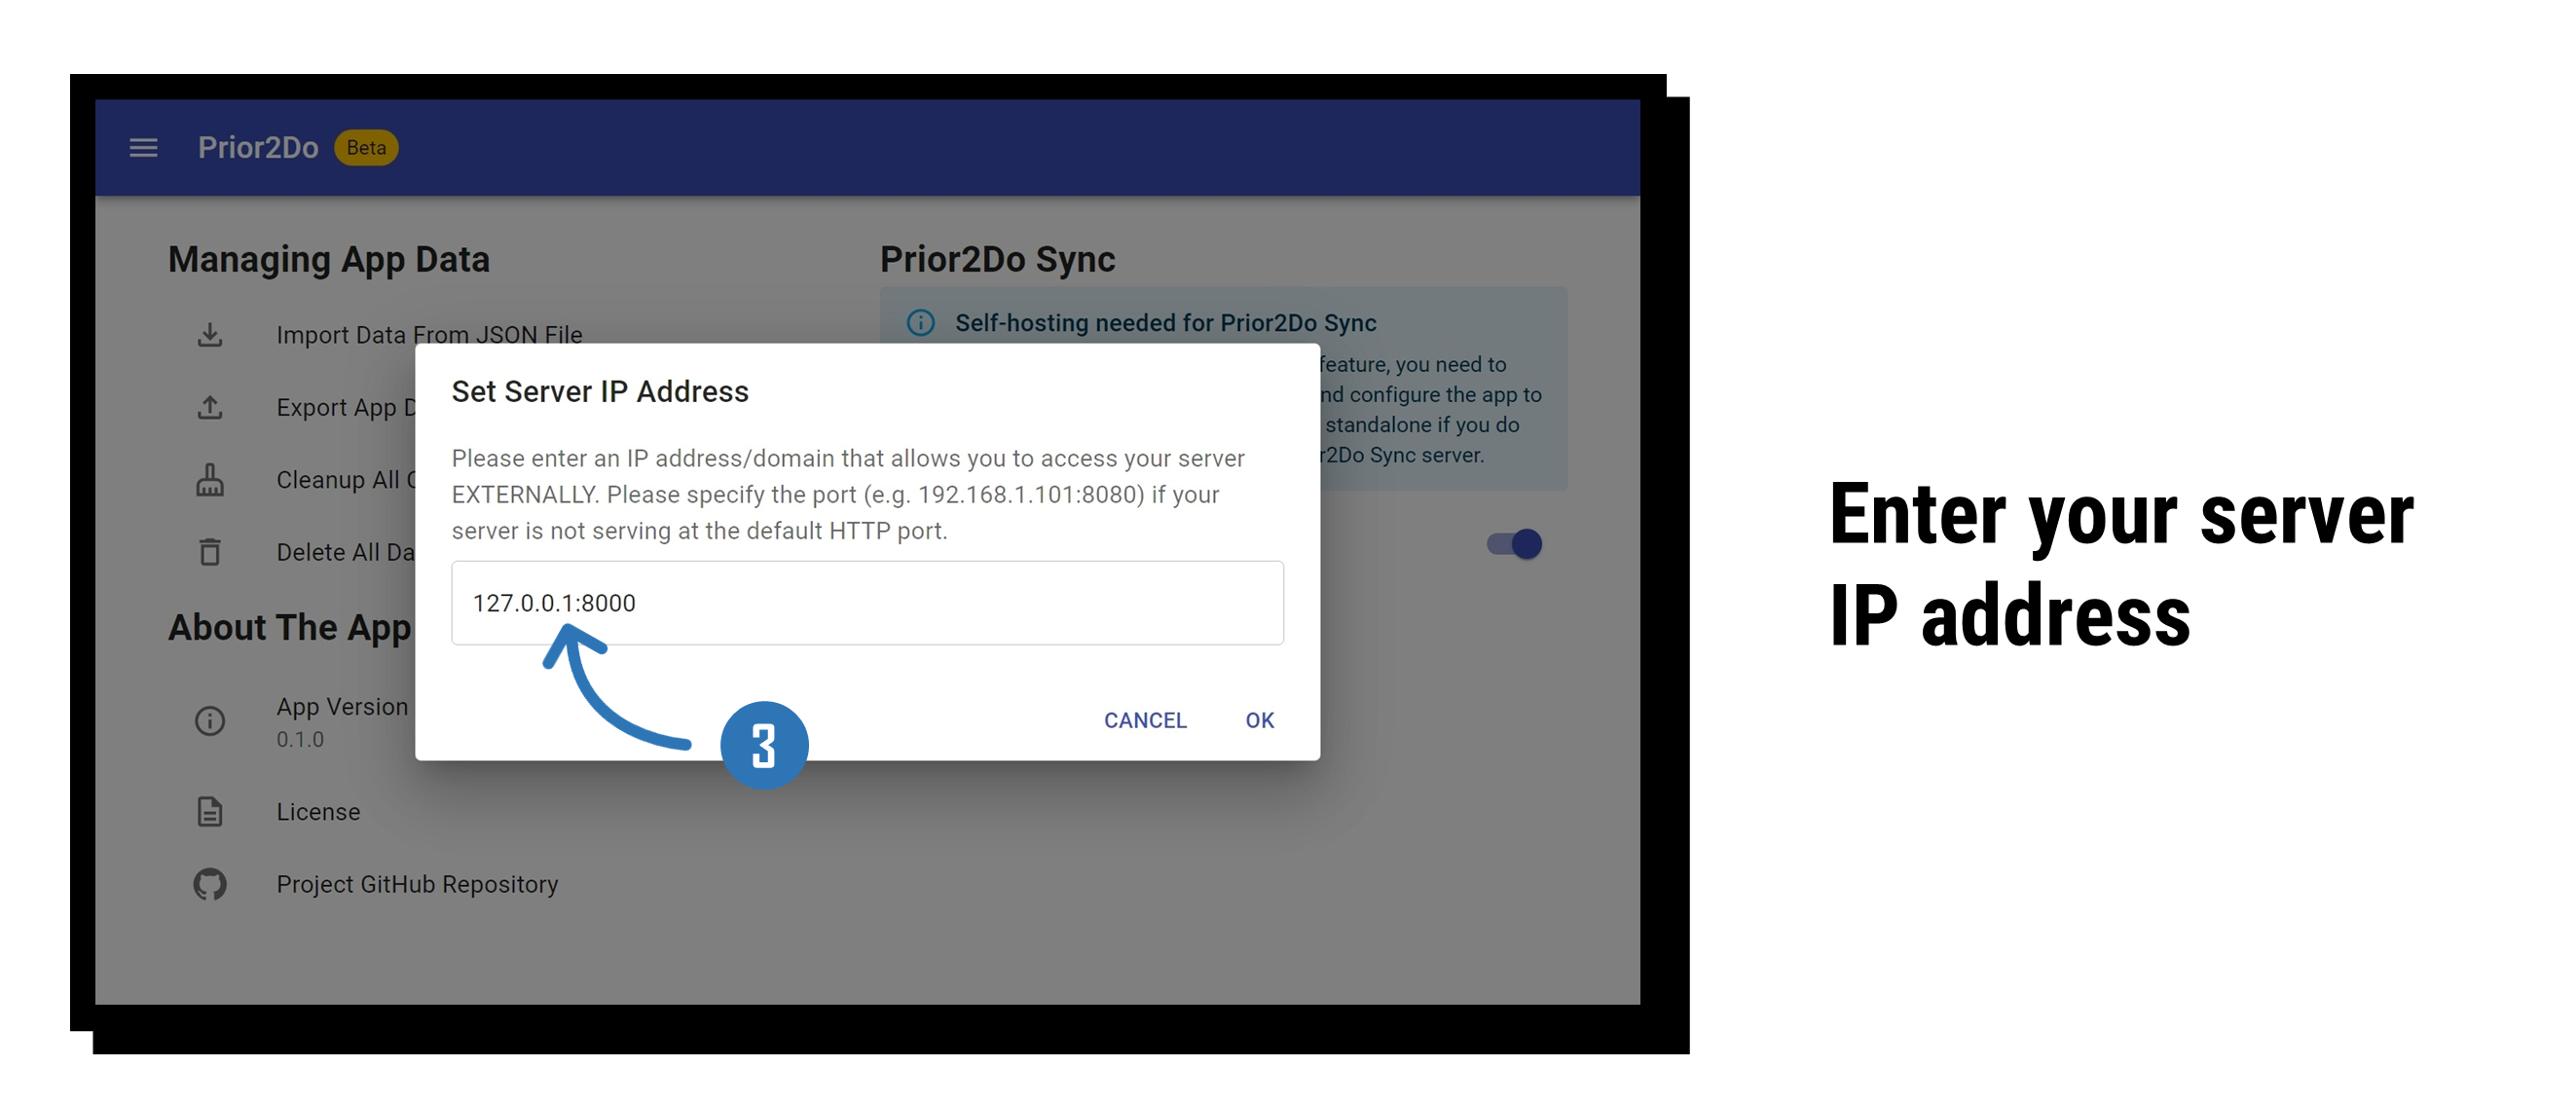 Prior2Do Beta
Managing App Data
Import Data From JSON File
Export App
Cleanup All
Delete All
About The App
App Version
0.1.0
License
Project GitHub Repository
Prior2Do Sync
Self-hosting needed for Prior2Do Sync
feature, you need to
configure the app to
standalone if you do
Sync server.
Set Server IP Address
Please enter an IP address/domain that allows you to access your server
EXTERNALLY. Please specify the port (e.g. 192.168.1.101:8080) if your
server is not serving at the default HTTP port.
127.0.0.1:8000
CANCEL OK
3
Enter your server
IP address